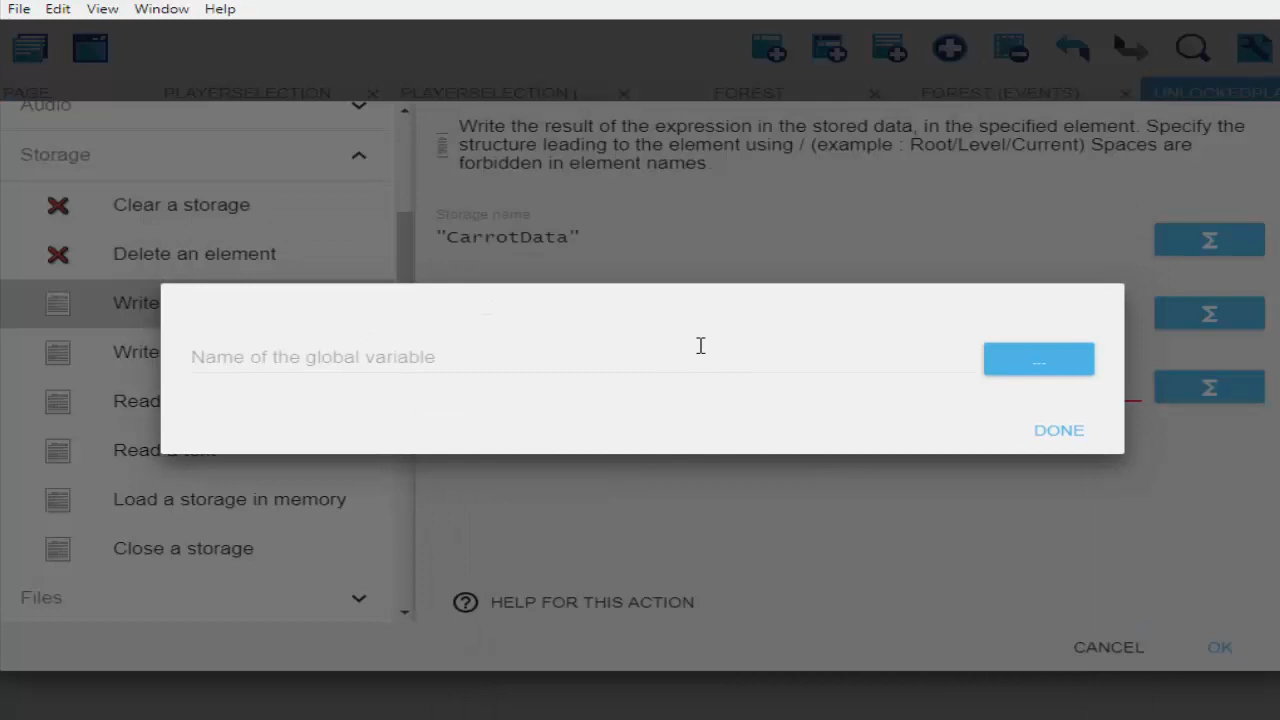 File Edit View Window Help
PAGE PLAYERSELECTION × PLAYERSELECTION × FOREST × FOREST (EVENTS) × UNLOCKEDPLA
Audio
Storage
Clear a storage
Delete an element
Write
Write
Read
Read a text
Load a storage in memory
Close a storage
Files
Write the result of the expression in the stored data, in the specified element. Specify the
structure leading to the element using / (example : Root/Level/Current) Spaces are
forbidden in element names.
Storage name
"CarrotData"
Σ
Σ
Σ
Name of the global variable
...
DONE
HELP FOR THIS ACTION
CANCEL OK